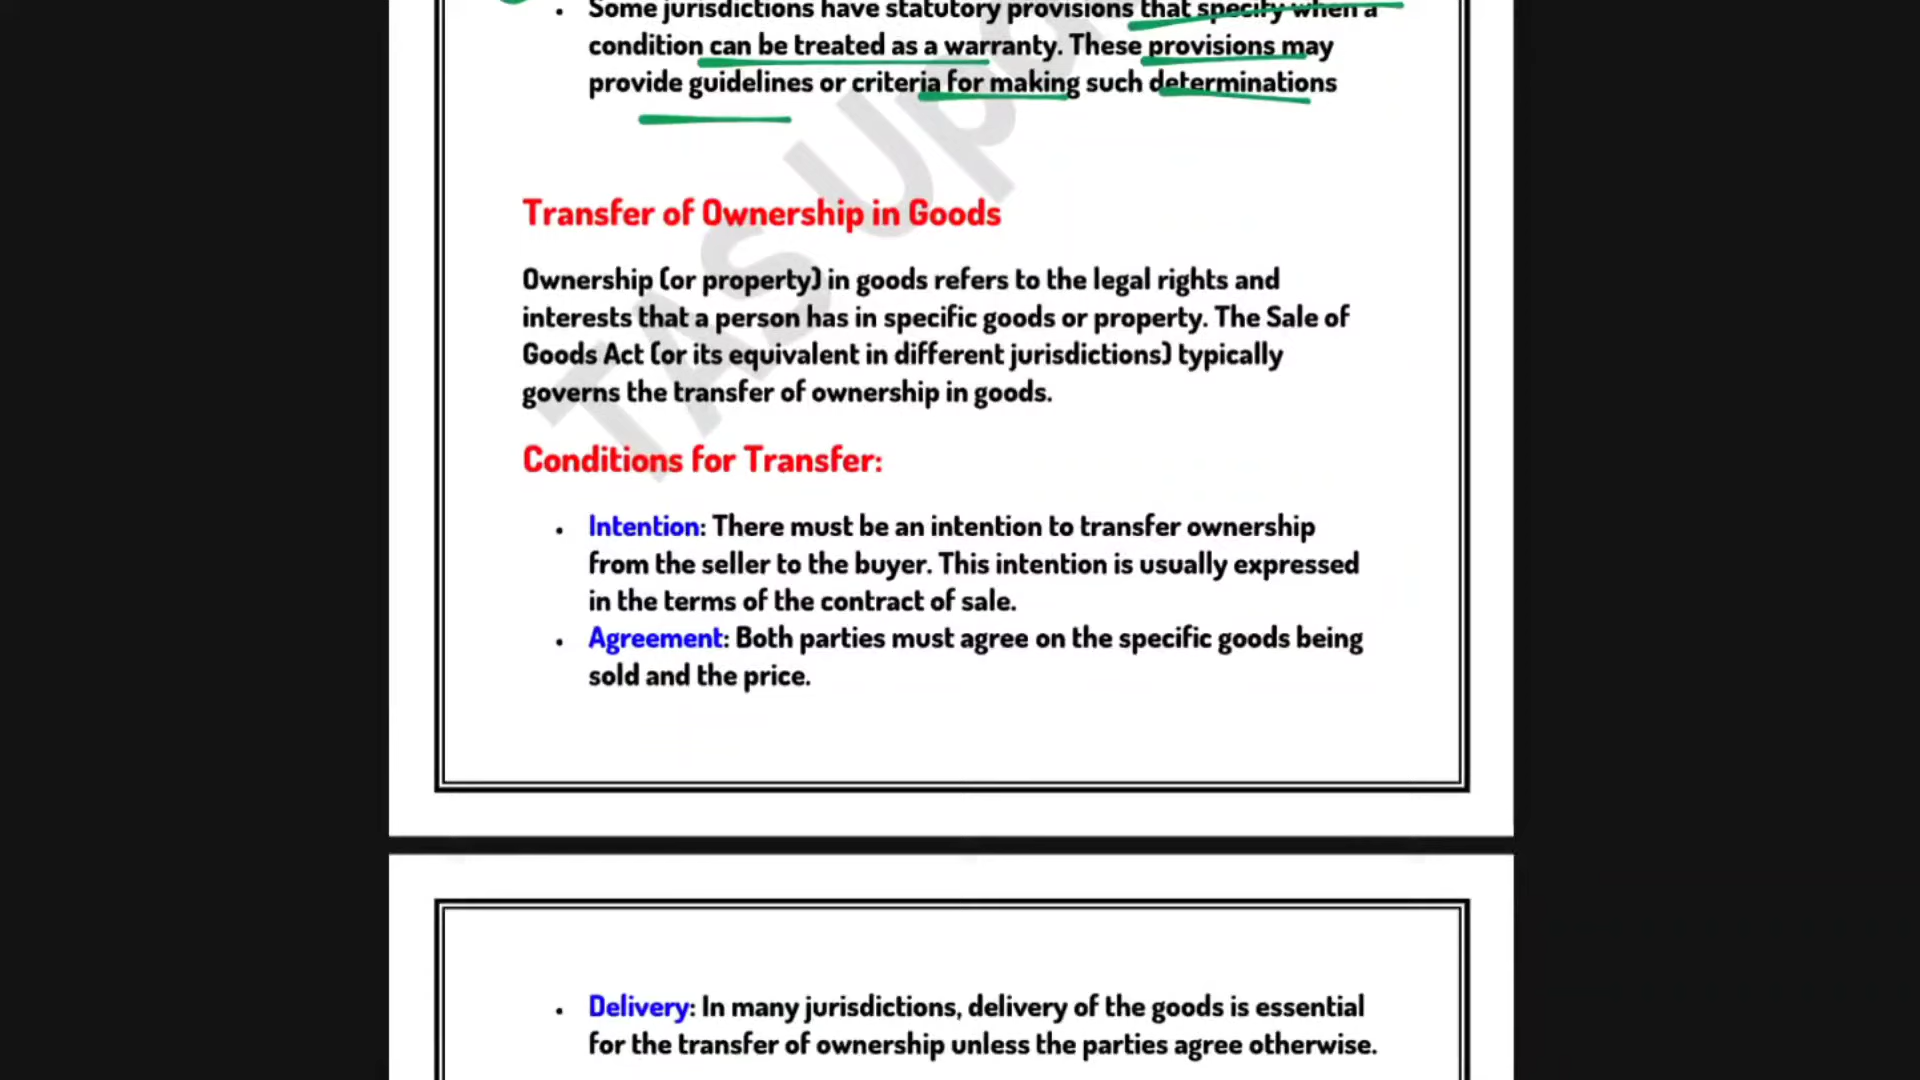 • Some jurisdictions have statutory provisions that specify when a
condition can be treated as a warranty. These provisions may
provide guidelines or criteria for making such determinations
Transfer of Ownership in Goods
Ownership (or property) in goods refers to the legal rights and
interests that a person has in specific goods or property. The Sale of
Goods Act (or its equivalent in different jurisdictions) typically
governs the transfer of ownership in goods.
Conditions for Transfer:
• Intention: There must be an intention to transfer ownership
from the seller to the buyer. This intention is usually expressed
in the terms of the contract of sale.
• Agreement: Both parties must agree on the specific goods being
sold and the price.
• Delivery: In many jurisdictions, delivery of the goods is essential
for the transfer of ownership unless the parties agree otherwise.
TAS